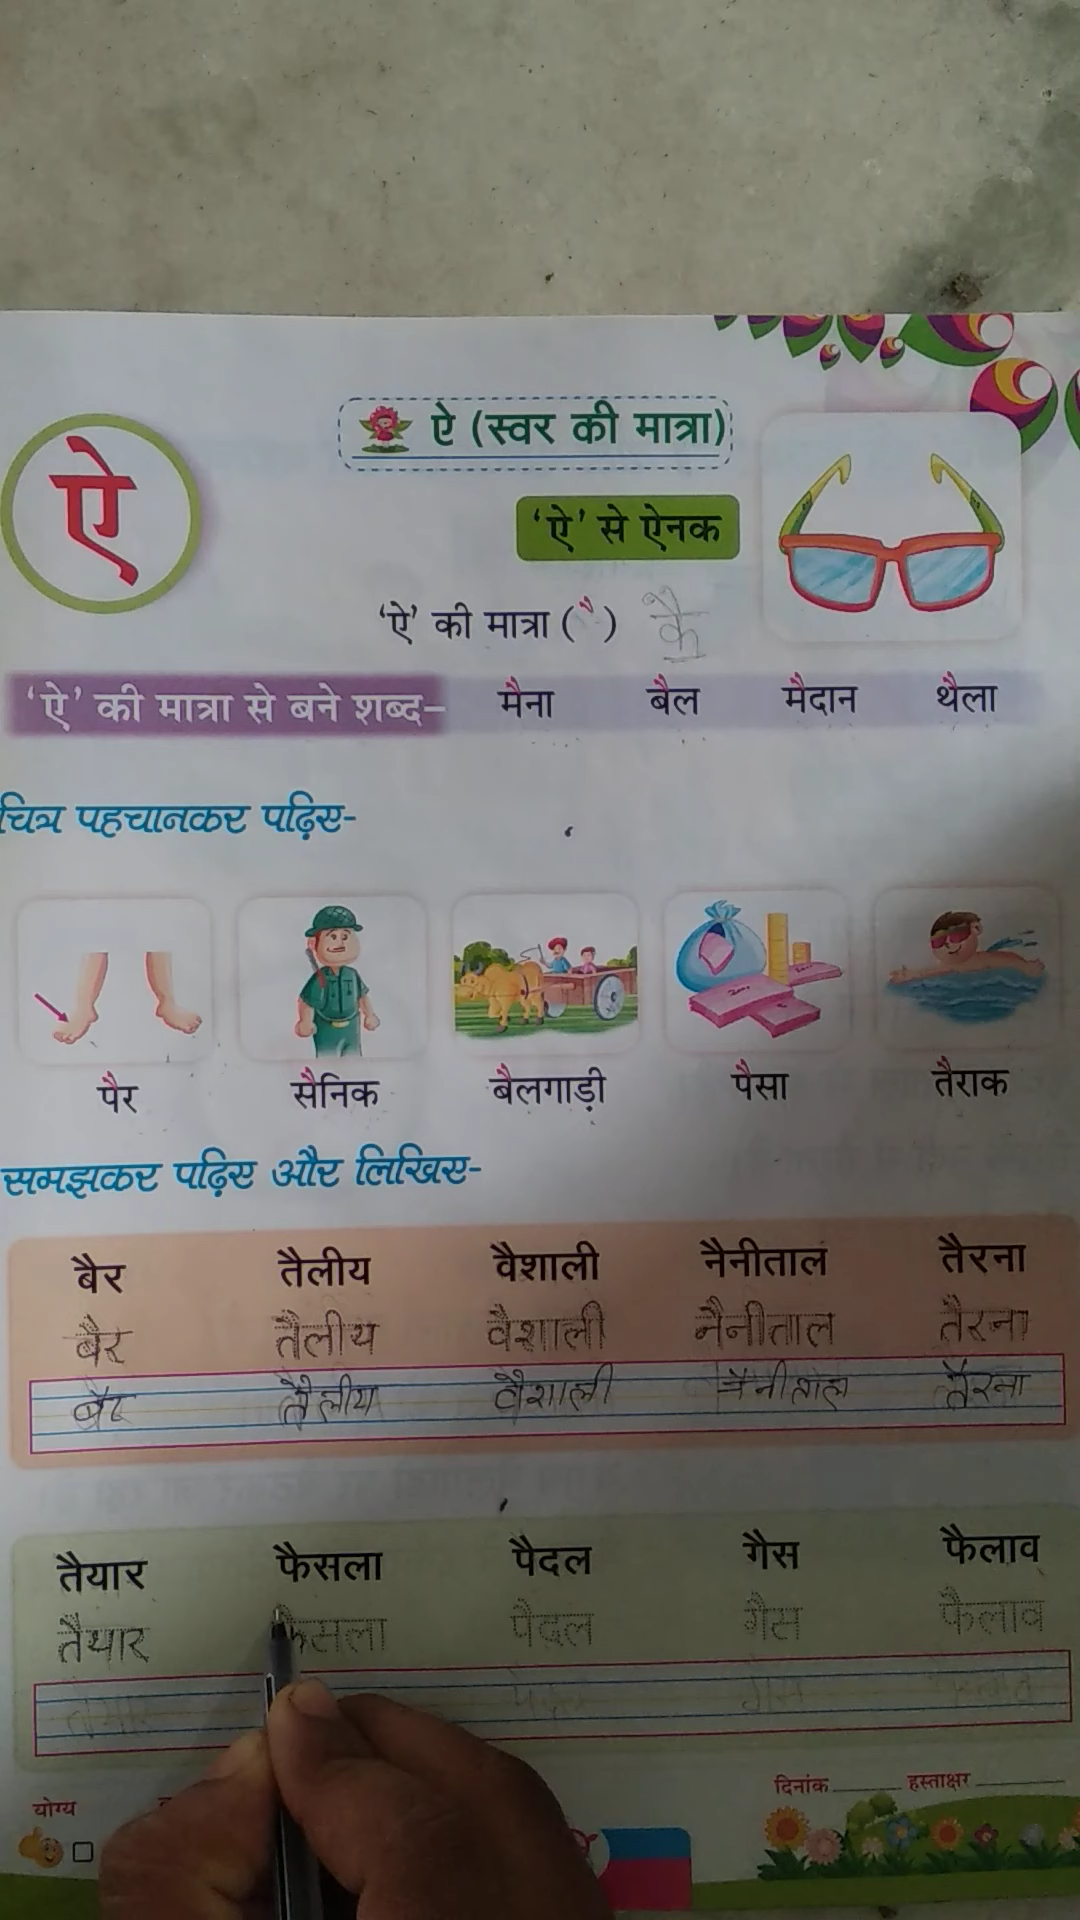 ऐ (स्वर की मात्रा)
ऐ
‘ऐ’ से ऐनक
‘ऐ’ की मात्रा ( ै ) कै
‘ऐ’ की मात्रा से बने शब्द– मैना बैल मैदान थैला
चित्र पहचानकर पढ़िए-
पैर सैनिक बैलगाड़ी पैसा तैराक
समझकर पढ़िए और लिखिए-
बैर तैलीय वैशाली नैनीताल तैरना
बैर तैलीय वैशाली नैनीताल तैरना
बैर तैलीय वैशाली नैनीताल तैरना
तैयार फैसला पैदल गैस फैलाव
तैयार फैसला पैदल गैस फैलाव
दिनांक हस्ताक्षर
योग्य